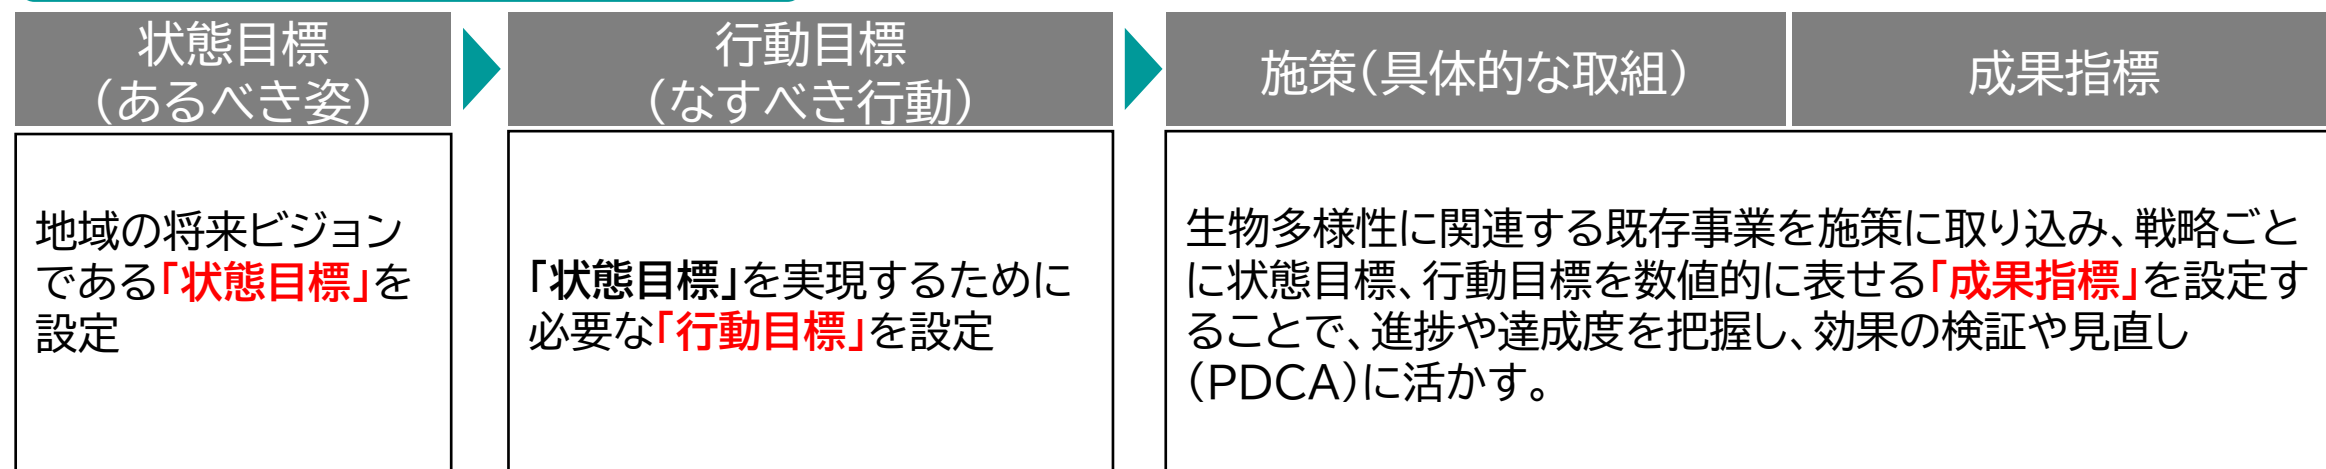 状態目標
（あるべき姿）
行動目標
（なすべき行動）
施策（具体的な取組）
成果指標
地域の将来ビジョン
である「状態目標」を
設定
「状態目標」を実現するために
必要な「行動目標」を設定
生物多様性に関連する既存事業を施策に取り込み、戦略ごと
に状態目標、行動目標を数値的に表せる「成果指標」を設定す
ることで、進捗や達成度を把握し、効果の検証や見直し
（PDCA）に活かす。